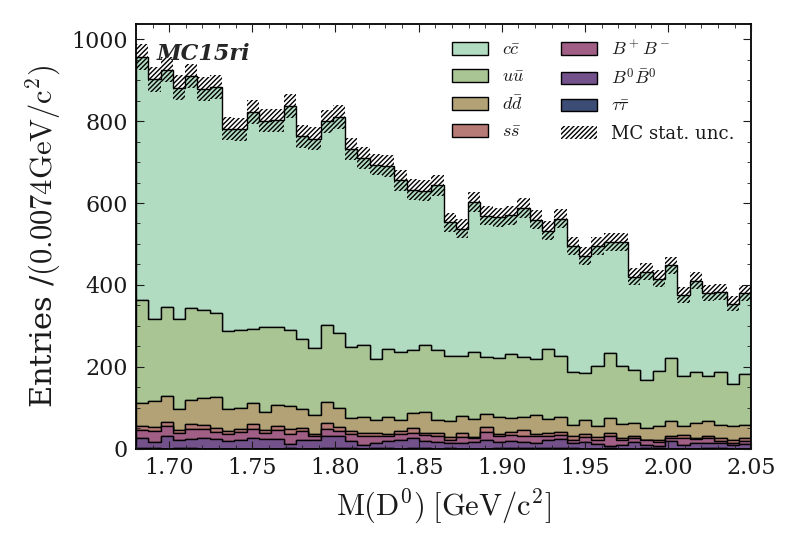 MC15ri
cc̄
uū
dd̄
ss̄
B⁺B⁻
B⁰B̄⁰
ττ̄
MC stat. unc.
Entries /(0.0074GeV/c²)
1000
800
600
400
200
0
1.70 1.75 1.80 1.85 1.90 1.95 2.00 2.05
M(D⁰) [GeV/c²]